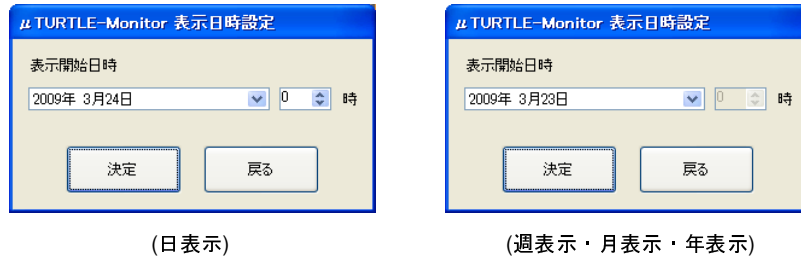 μTURTLE-Monitor 表示日時設定
表示開始日時
2009年 3月24日 0 時
決定 戻る
(日表示)
μTURTLE-Monitor 表示日時設定
表示開始日時
2009年 3月23日 0 時
決定 戻る
(週表示・月表示・年表示)